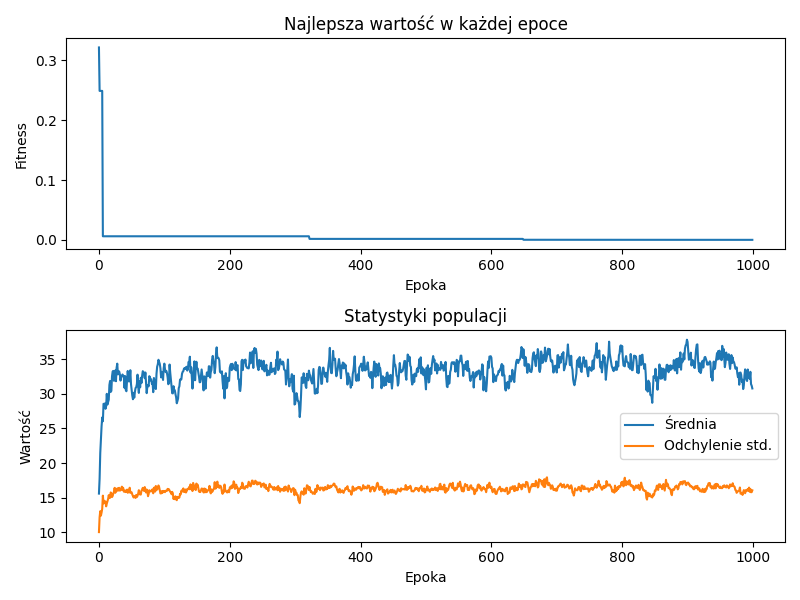 Najlepsza wartość w każdej epoce
Fitness
0.3
0.2
0.1
0.0
0 200 400 600 800 1000
Epoka
Statystyki populacji
Wartość
35
30
25
20
15
10
Średnia
Odchylenie std.
0 200 400 600 800 1000
Epoka